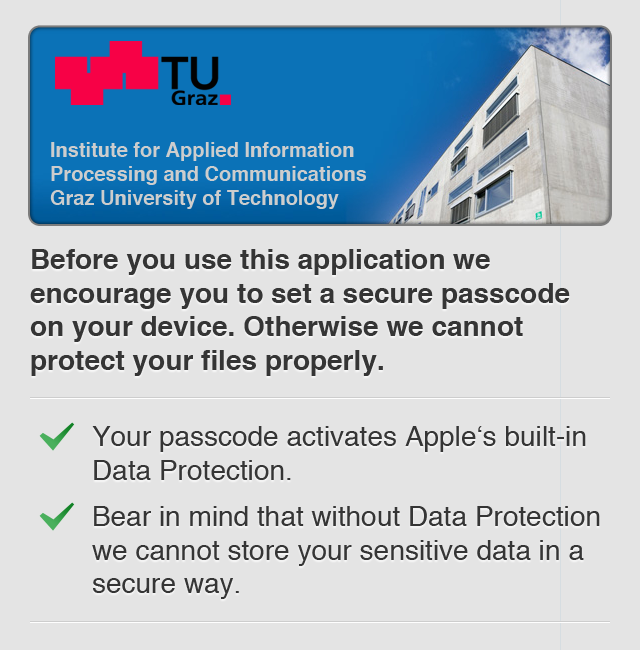 TU
Graz
Institute for Applied Information
Processing and Communications
Graz University of Technology
Before you use this application we
encourage you to set a secure passcode
on your device. Otherwise we cannot
protect your files properly.
Your passcode activates Apple‘s built-in
Data Protection.
Bear in mind that without Data Protection
we cannot store your sensitive data in a
secure way.